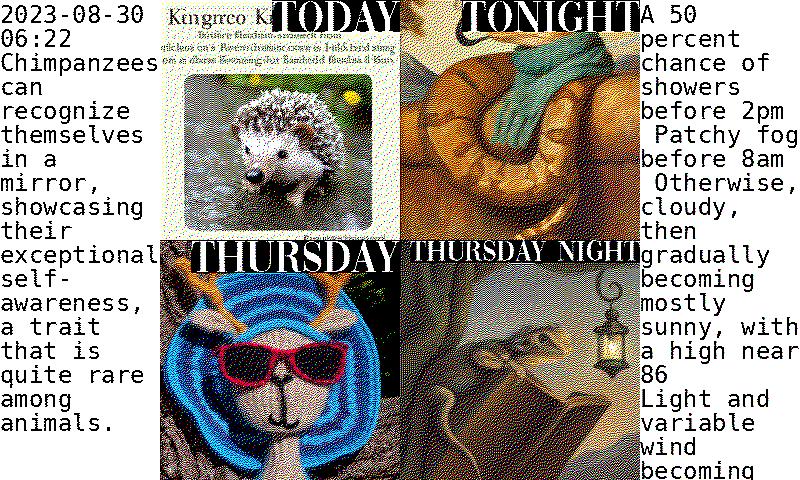 2023-08-30
06:22
Chimpanzees
can
recognize
themselves
in a
mirror,
showcasing
their
exceptional
self-
awareness,
a trait
that is
quite rare
among
animals.
TODAY
TONIGHT
THURSDAY
THURSDAY NIGHT
A 50
percent
chance of
showers
before 2pm
Patchy fog
before 8am
Otherwise,
cloudy,
then
gradually
becoming
mostly
sunny, with
a high near
86
Light and
variable
wind
becoming